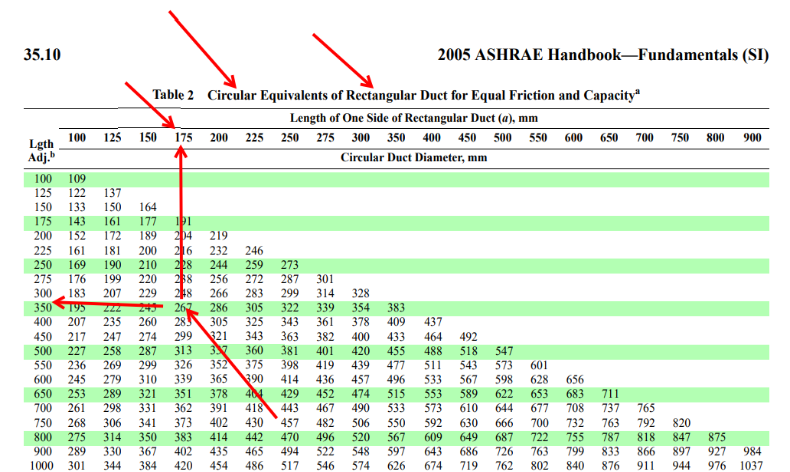 35.10 2005 ASHRAE Handbook—Fundamentals (SI)
Table 2 Circular Equivalents of Rectangular Duct for Equal Friction and Capacityª
Length of One Side of Rectangular Duct (a), mm
Lgth 100 125 150 175 200 225 250 275 300 350 400 450 500 550 600 650 700 750 800 900
Adj.ᵇ Circular Duct Diameter, mm
100 109
125 122 137
150 133 150 164
175 143 161 177 191
200 152 172 189 204 219
225 161 181 200 216 232 246
250 169 190 210 228 244 259 273
275 176 199 220 238 256 272 287 301
300 183 207 229 248 266 283 299 314 328
350 195 222 245 267 286 305 322 339 354 383
400 207 235 260 283 305 325 343 361 378 409 437
450 217 247 274 299 321 343 363 382 400 433 464 492
500 227 258 287 313 337 360 381 401 420 455 488 518 547
550 236 269 299 326 352 375 398 419 439 477 511 543 573 601
600 245 279 310 339 365 390 414 436 457 496 533 567 598 628 656
650 253 289 321 351 378 404 429 452 474 515 553 589 622 653 683 711
700 261 298 331 362 391 418 443 467 490 533 573 610 644 677 708 737 765
750 268 306 341 373 402 430 457 482 506 550 592 630 666 700 732 763 792 820
800 275 314 350 383 414 442 470 496 520 567 609 649 687 722 755 787 818 847 875
900 289 330 367 402 435 465 494 522 548 597 643 686 726 763 799 833 866 897 927 984
1000 301 344 384 420 454 486 517 546 574 626 674 719 762 802 840 876 911 944 976 1037